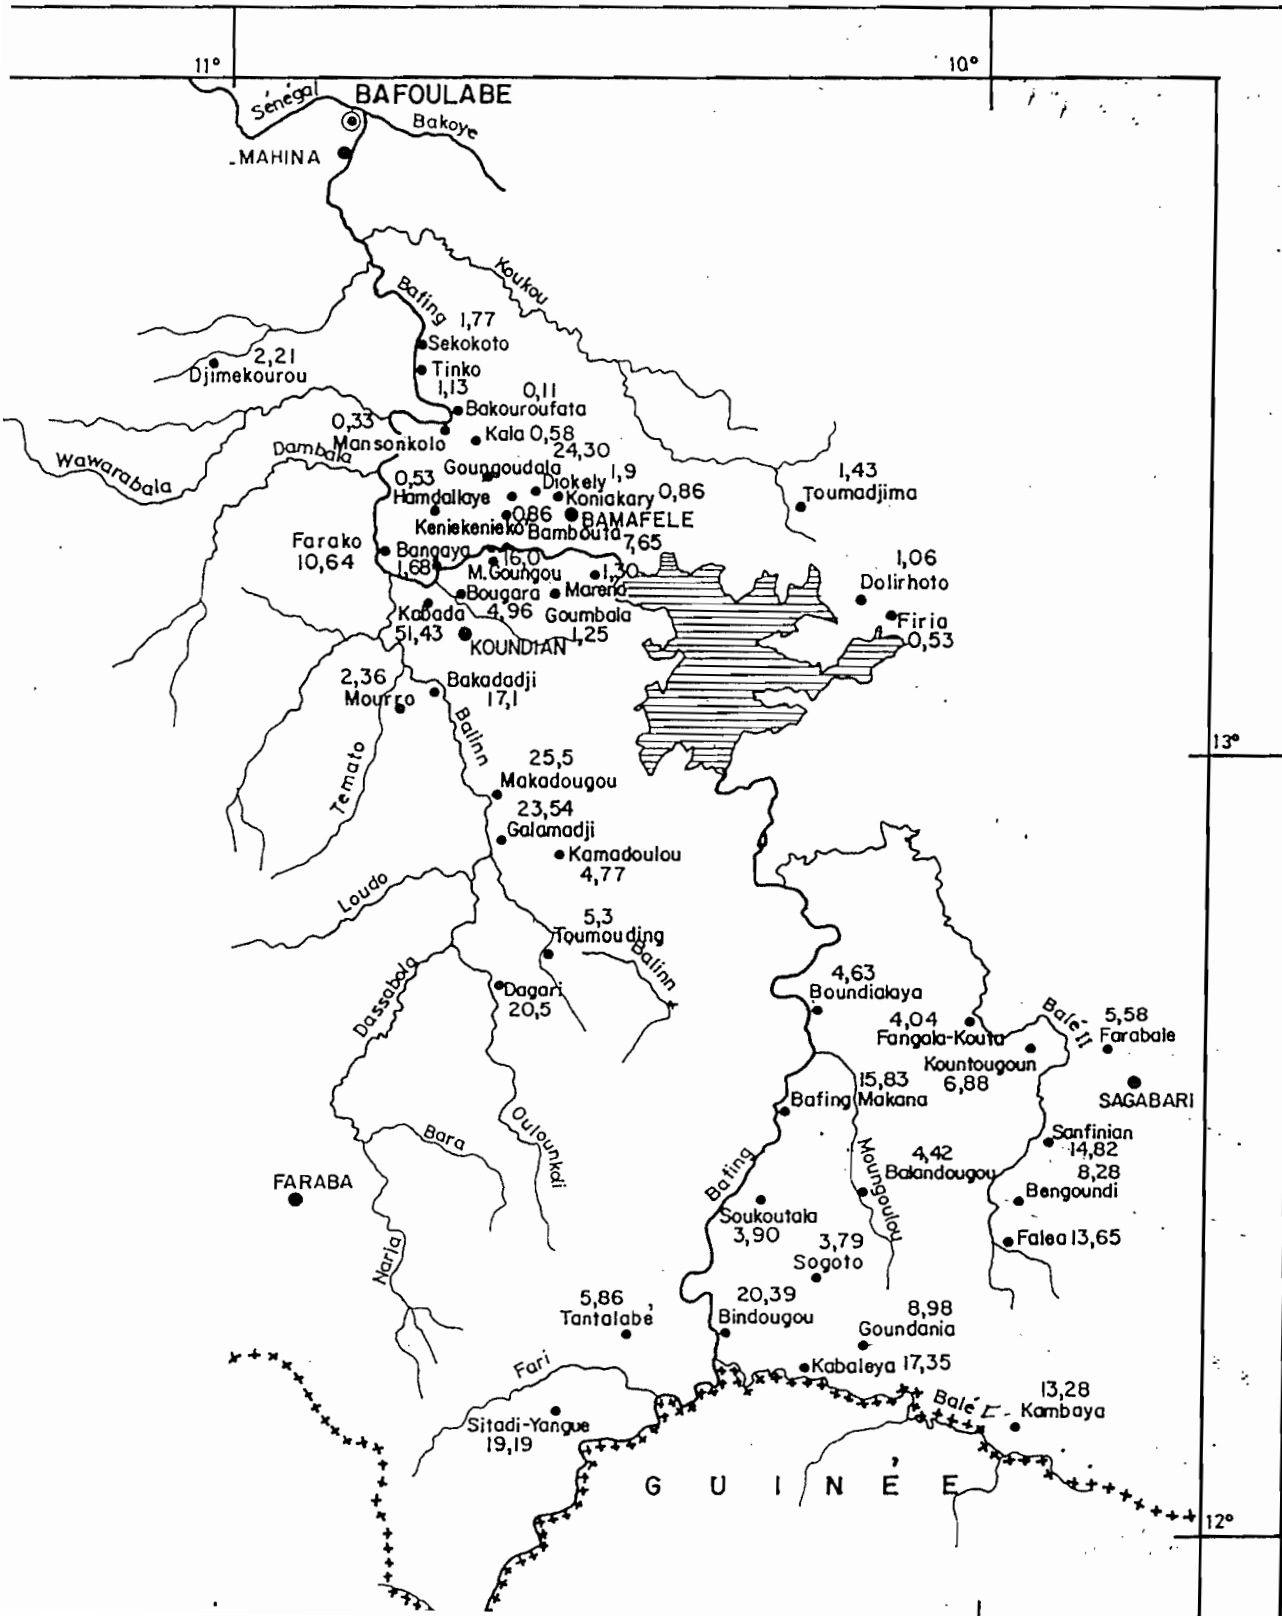 11°
10°
Sénégal
BAFOULABE
Bakoye
MAHINA
Koukou
Bafing
1,77
Sekokoto
2,21
Djimekourou
Tinko
1,13
0,11
Bakouroufata
0,33
Mansonkolo
Kala 0,58
24,30
Wawarabala
Dambala
Goungoudala
0,53
Hamdallaye
Diokely 1,9
Koniakary 0,86
1,43
Toumadjima
0,86
BAMAFELE
Keniekenieko
Bambouta
7,65
Farako
10,64
Bangaya
1,68
16,0
M.Goungou
1,30
Marena
1,06
Dolirhoto
Bougara
4,96
Goumbala
1,25
Kabada
51,43
KOUNDIAN
Firia
0,53
2,36
Mourro
Bakadadji
17,1
Balinn
13°
Temato
25,5
Makadougou
23,54
Galamadji
Kamadoulou
4,77
Loudo
5,3
Toumouding
Balinn
Dassabola
Dagari
20,5
4,63
Boundialaya
4,04
Fangala-Kouta
Balé II
5,58
Farabale
Kountougoun
6,88
SAGABARI
15,83
Bafing Makana
Oulounkdi
Bara
Sanfinian
14,82
4,42
Balandougou
8,28
Bengoundi
Moungoulou
FARABA
Bafing
Soukoutala
3,90
Falea 13,65
3,79
Sogoto
Naria
5,86
Tantalabé
20,39
Bindougou
8,98
Goundania
Kabaleya 17,35
Fari
Balé I
13,28
Kambaya
Sitadi-Yangue
19,19
GUINÉE
12°